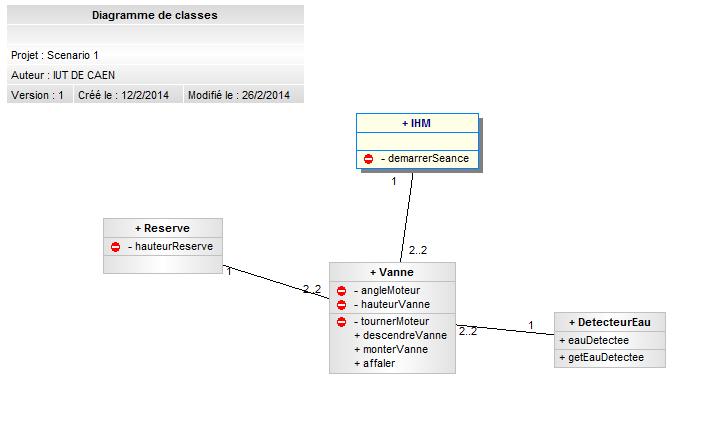 Diagramme de classes
Projet : Scenario 1
Auteur : IUT DE CAEN
Version : 1 Créé le : 12/2/2014 Modifié le : 26/2/2014
+ IHM
- demarrerSeance
1
2..2
+ Reserve
- hauteurReserve
1
2..2
+ Vanne
- angleMoteur
- hauteurVanne
- tournerMoteur
+ descendreVanne
+ monterVanne
+ affaler
2..2
1
+ DetecteurEau
+ eauDetectee
+ getEauDetectee